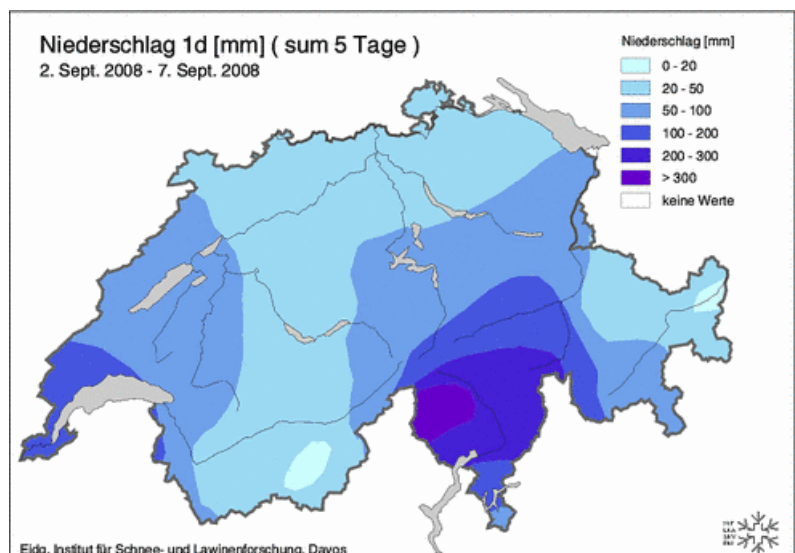 Niederschlag 1d [mm] ( sum 5 Tage )
2. Sept. 2008 - 7. Sept. 2008
Niederschlag [mm]
0 - 20
20 - 50
50 - 100
100 - 200
200 - 300
> 300
keine Werte
Eidg. Institut für Schnee- und Lawinenforschung, Davos